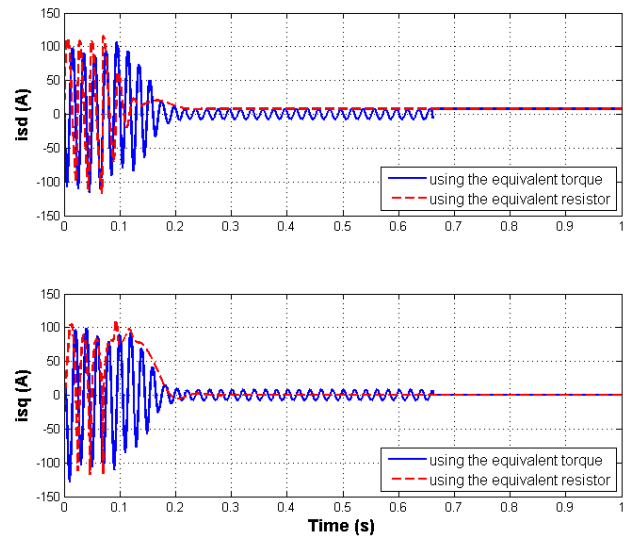 150
100
50
0
-50
-100
-150
isd (A)
using the equivalent torque
using the equivalent resistor
0 0.1 0.2 0.3 0.4 0.5 0.6 0.7 0.8 0.9 1
150
100
50
0
-50
-100
-150
isq (A)
using the equivalent torque
using the equivalent resistor
0 0.1 0.2 0.3 0.4 0.5 0.6 0.7 0.8 0.9 1
Time (s)